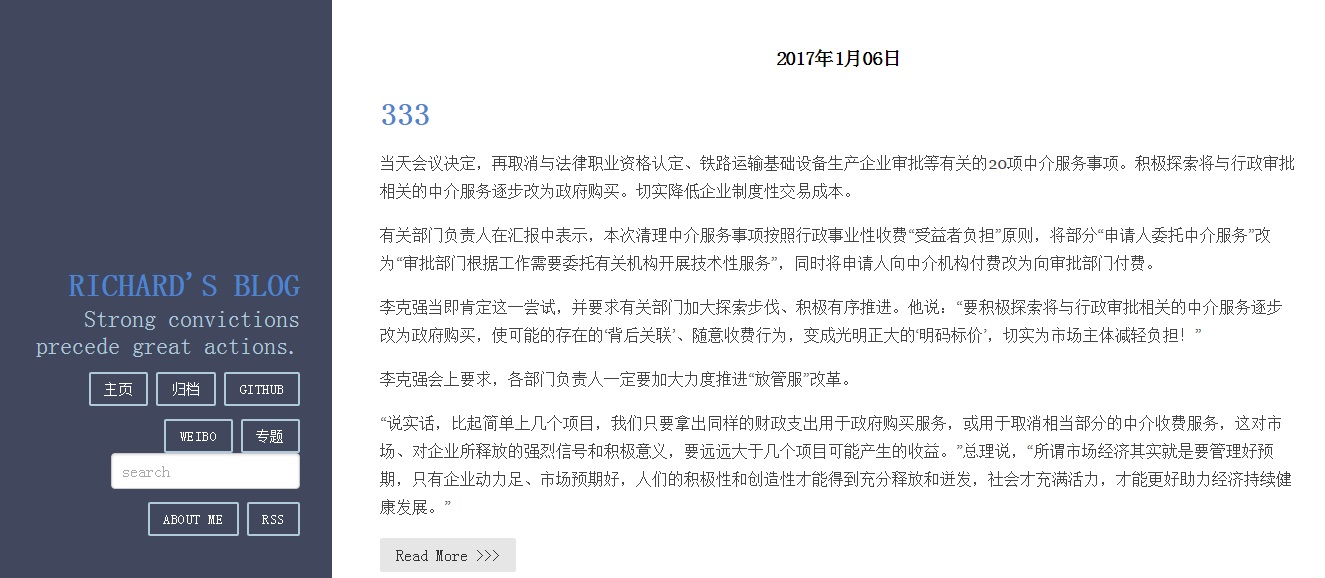 RICHARD'S BLOG
Strong convictions
precede great actions.
主页 归档 GITHUB
WEIBO 专题
search
ABOUT ME RSS
2017年1月06日
333
当天会议决定，再取消与法律职业资格认定、铁路运输基础设备生产企业审批等有关的20项中介服务事项。积极探索将与行政审批
相关的中介服务逐步改为政府购买。切实降低企业制度性交易成本。
有关部门负责人在汇报中表示，本次清理中介服务事项按照行政事业性收费“受益者负担”原则，将部分“申请人委托中介服务”改
为“审批部门根据工作需要委托有关机构开展技术性服务”，同时将申请人向中介机构付费改为向审批部门付费。
李克强当即肯定这一尝试，并要求有关部门加大探索步伐、积极有序推进。他说：“要积极探索将与行政审批相关的中介服务逐步
改为政府购买，使可能的存在的‘背后关联’、随意收费行为，变成光明正大的‘明码标价’，切实为市场主体减轻负担！”
李克强会上要求，各部门负责人一定要加大力度推进“放管服”改革。
“说实话，比起简单上几个项目，我们只要拿出同样的财政支出用于政府购买服务，或用于取消相当部分的中介收费服务，这对市
场、对企业所释放的强烈信号和积极意义，要远远大于几个项目可能产生的收益。”总理说，“所谓市场经济其实就是要管理好预
期，只有企业动力足、市场预期好，人们的积极性和创造性才能得到充分释放和迸发，社会才充满活力，才能更好助力经济持续健
康发展。”
Read More >>>